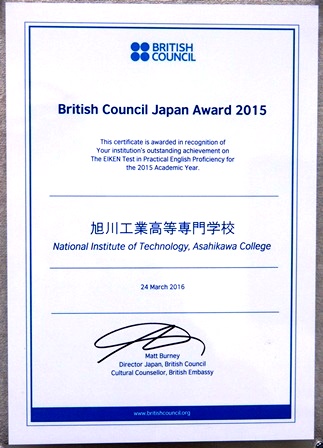 BRITISH
COUNCIL
British Council Japan Award 2015
This certificate is awarded in recognition of
Your institution's outstanding achievement on
The EIKEN Test in Practical English Proficiency for
the 2015 Academic Year.
旭川工業高等専門学校
National Institute of Technology, Asahikawa College
24 March 2016
Matt Burney
Director Japan, British Council
Cultural Counsellor, British Embassy
www.britishcouncil.org